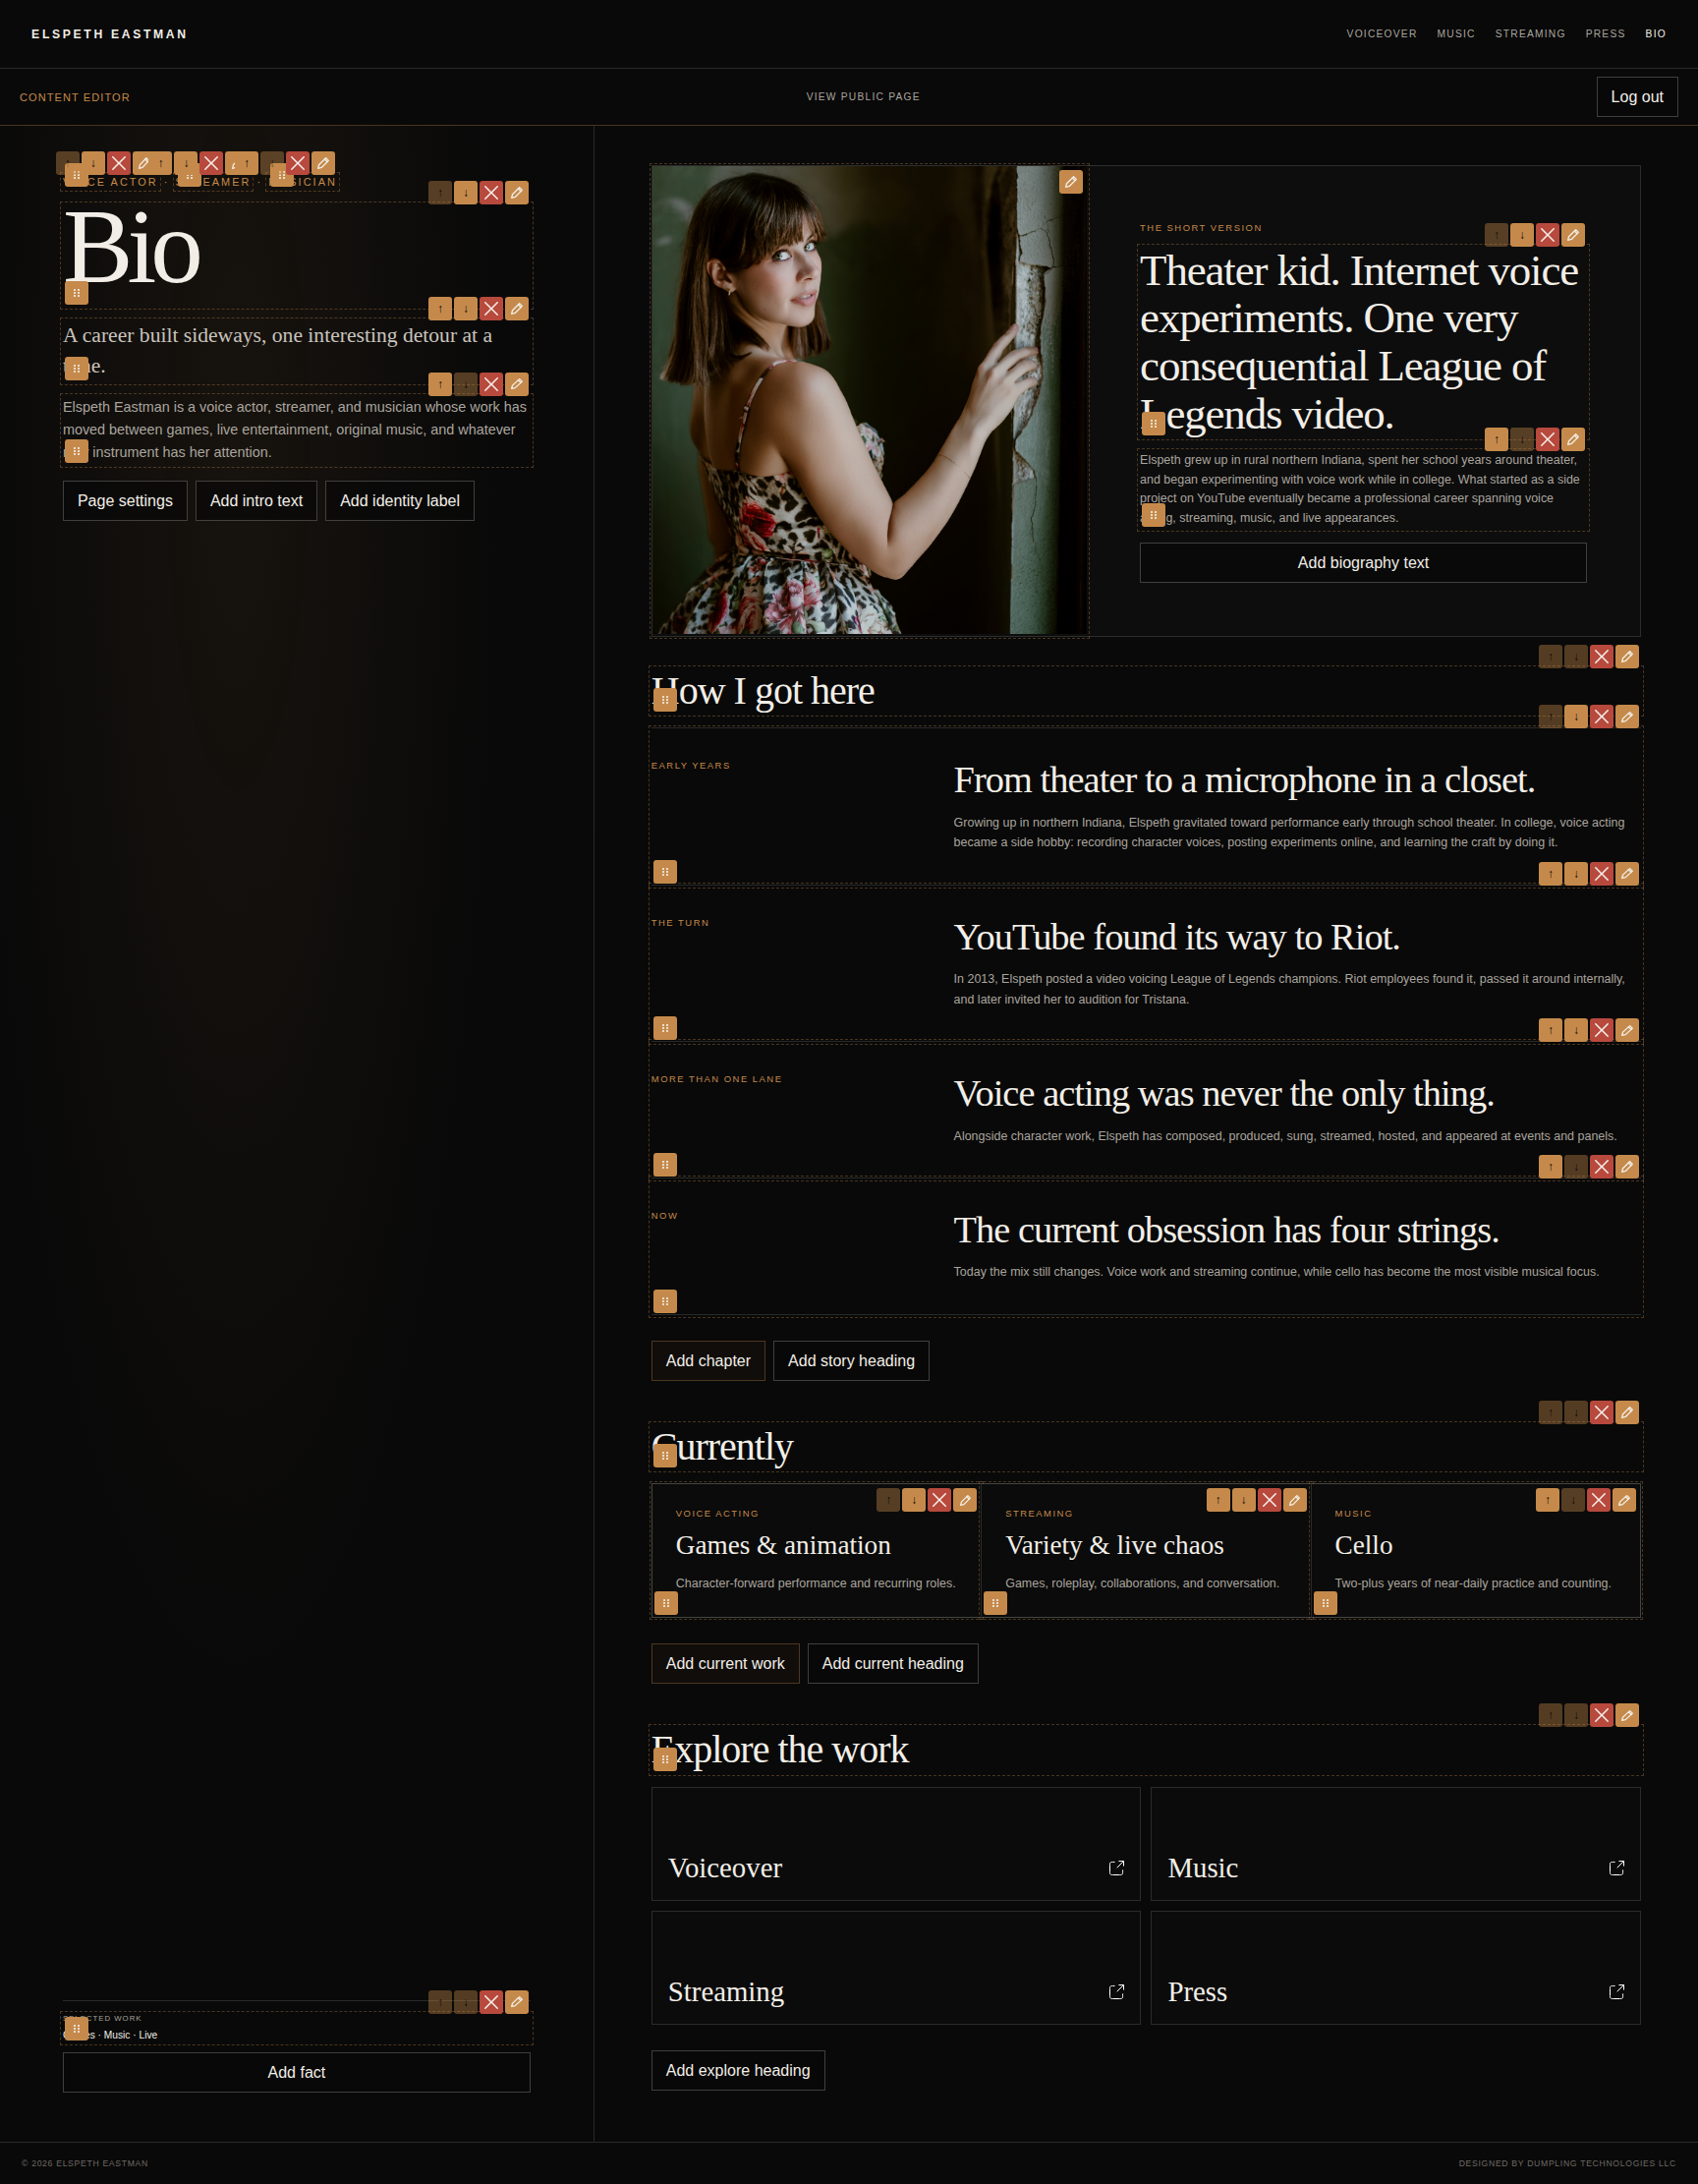 ELSPETH EASTMAN
VOICEOVER MUSIC STREAMING PRESS BIO
CONTENT EDITOR
VIEW PUBLIC PAGE
Log out
ACTOR · · 
Bio
A career built sideways, one interesting detour at a
Elspeth Eastman is a voice actor, streamer, and musician whose work has
moved between games, live entertainment, original music, and whatever
instrument has her attention.
Page settings
Add intro text
Add identity label
THE SHORT VERSION
Theater kid. Internet voice
experiments. One very
consequential League of
Legends video.
Elspeth grew up in rural northern Indiana, spent her school years around theater,
and began experimenting with voice work while in college. What started as a side
project on YouTube eventually became a professional career spanning voice
streaming, music, and live appearances.
Add biography text
How I got here
EARLY YEARS
From theater to a microphone in a closet.
Growing up in northern Indiana, Elspeth gravitated toward performance early through school theater. In college, voice acting
became a side hobby: recording character voices, posting experiments online, and learning the craft by doing it.
THE TURN
YouTube found its way to Riot.
In 2013, Elspeth posted a video voicing League of Legends champions. Riot employees found it, passed it around internally,
and later invited her to audition for Tristana.
MORE THAN ONE LANE
Voice acting was never the only thing.
Alongside character work, Elspeth has composed, produced, sung, streamed, hosted, and appeared at events and panels.
NOW
The current obsession has four strings.
Today the mix still changes. Voice work and streaming continue, while cello has become the most visible musical focus.
Add chapter
Add story heading
Currently
VOICE ACTING
Games & animation
Character-forward performance and recurring roles.
STREAMING
Variety & live chaos
Games, roleplay, collaborations, and conversation.
MUSIC
Cello
Two-plus years of near-daily practice and counting.
Add current work
Add current heading
Explore the work
Voiceover
Music
Streaming
Press
Add explore heading
WORK
· Music · Live
Add fact
© 2026 ELSPETH EASTMAN
DESIGNED BY DUMPLING TECHNOLOGIES LLC